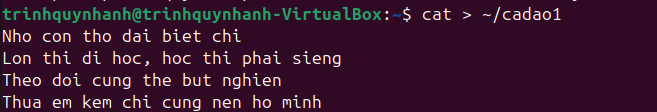 trinhquynhanh@trinhquynhanh-VirtualBox:~$ cat > ~/cadao1
Nho con tho dai biet chi
Lon thi di hoc, hoc thi phai sieng
Theo doi cung the but nghien
Thua em kem chi cung nen ho minh